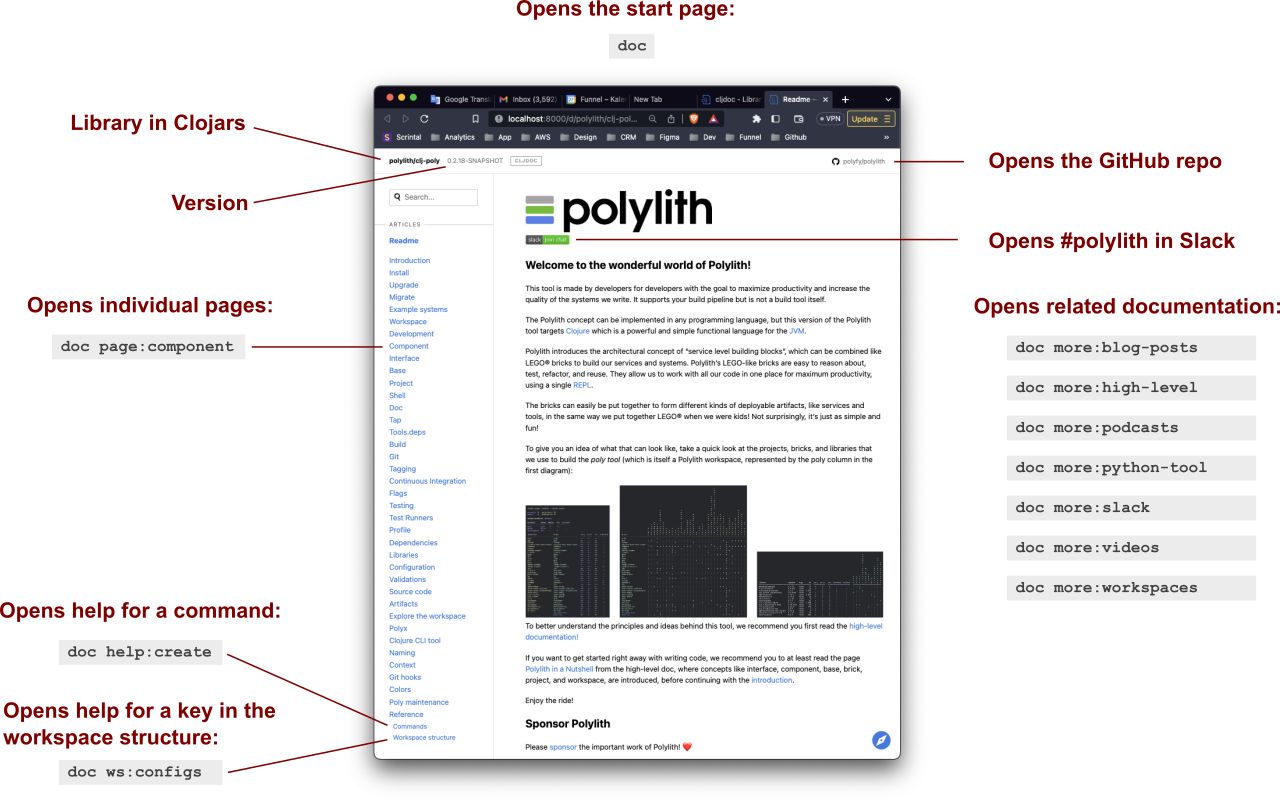 Opens the start page:
doc
Library in Clojars
Version
Opens individual pages:
doc page:component
Opens help for a command:
doc help:create
Opens help for a key in the
workspace structure:
doc ws:configs
Google Trans
Inbox (3,592)
Funnel – Kale
New Tab
cljdoc - Librar
Readme –
localhost:8000/d/polylith/clj-pol...
VPN
Update
Scrintal
Analytics
App
AWS
Design
CRM
Figma
Dev
Funnel
Github
polylith/clj-poly 0.2.18-SNAPSHOT CLJDOC
polyfy/polylith
Search...
ARTICLES
Readme
Introduction
Install
Upgrade
Migrate
Example systems
Workspace
Development
Component
Interface
Base
Project
Shell
Doc
Tap
Tools.deps
Build
Git
Tagging
Continuous Integration
Flags
Testing
Test Runners
Profile
Dependencies
Libraries
Configuration
Validations
Source code
Artifacts
Explore the workspace
Polyx
Clojure CLI tool
Naming
Context
Git hooks
Colors
Poly maintenance
Reference
Commands
Workspace structure
polylith
slack join chat
Welcome to the wonderful world of Polylith!
This tool is made by developers for developers with the goal to maximize productivity and increase the
quality of the systems we write. It supports your build pipeline but is not a build tool itself.
The Polylith concept can be implemented in any programming language, but this version of the Polylith
tool targets Clojure which is a powerful and simple functional language for the JVM.
Polylith introduces the architectural concept of “service level building blocks”, which can be combined like
LEGO® bricks to build our services and systems. Polylith's LEGO-like bricks are easy to reason about,
test, refactor, and reuse. They allow us to work with all our code in one place for maximum productivity,
using a single REPL.
The bricks can easily be put together to form different kinds of deployable artifacts, like services and
tools, in the same way we put together LEGO® when we were kids! Not surprisingly, it's just as simple and
fun!
To give you an idea of what that can look like, take a quick look at the projects, bricks, and libraries that
we use to build the poly tool (which is itself a Polylith workspace, represented by the poly column in the
first diagram):
To better understand the principles and ideas behind this tool, we recommend you first read the high-level
documentation!
If you want to get started right away with writing code, we recommend you to at least read the page
Polylith in a Nutshell from the high-level doc, where concepts like interface, component, base, brick,
project, and workspace, are introduced, before continuing with the introduction.
Enjoy the ride!
Sponsor Polylith
Please sponsor the important work of Polylith! ❤️
Opens the GitHub repo
Opens #polylith in Slack
Opens related documentation:
doc more:blog-posts
doc more:high-level
doc more:podcasts
doc more:python-tool
doc more:slack
doc more:videos
doc more:workspaces